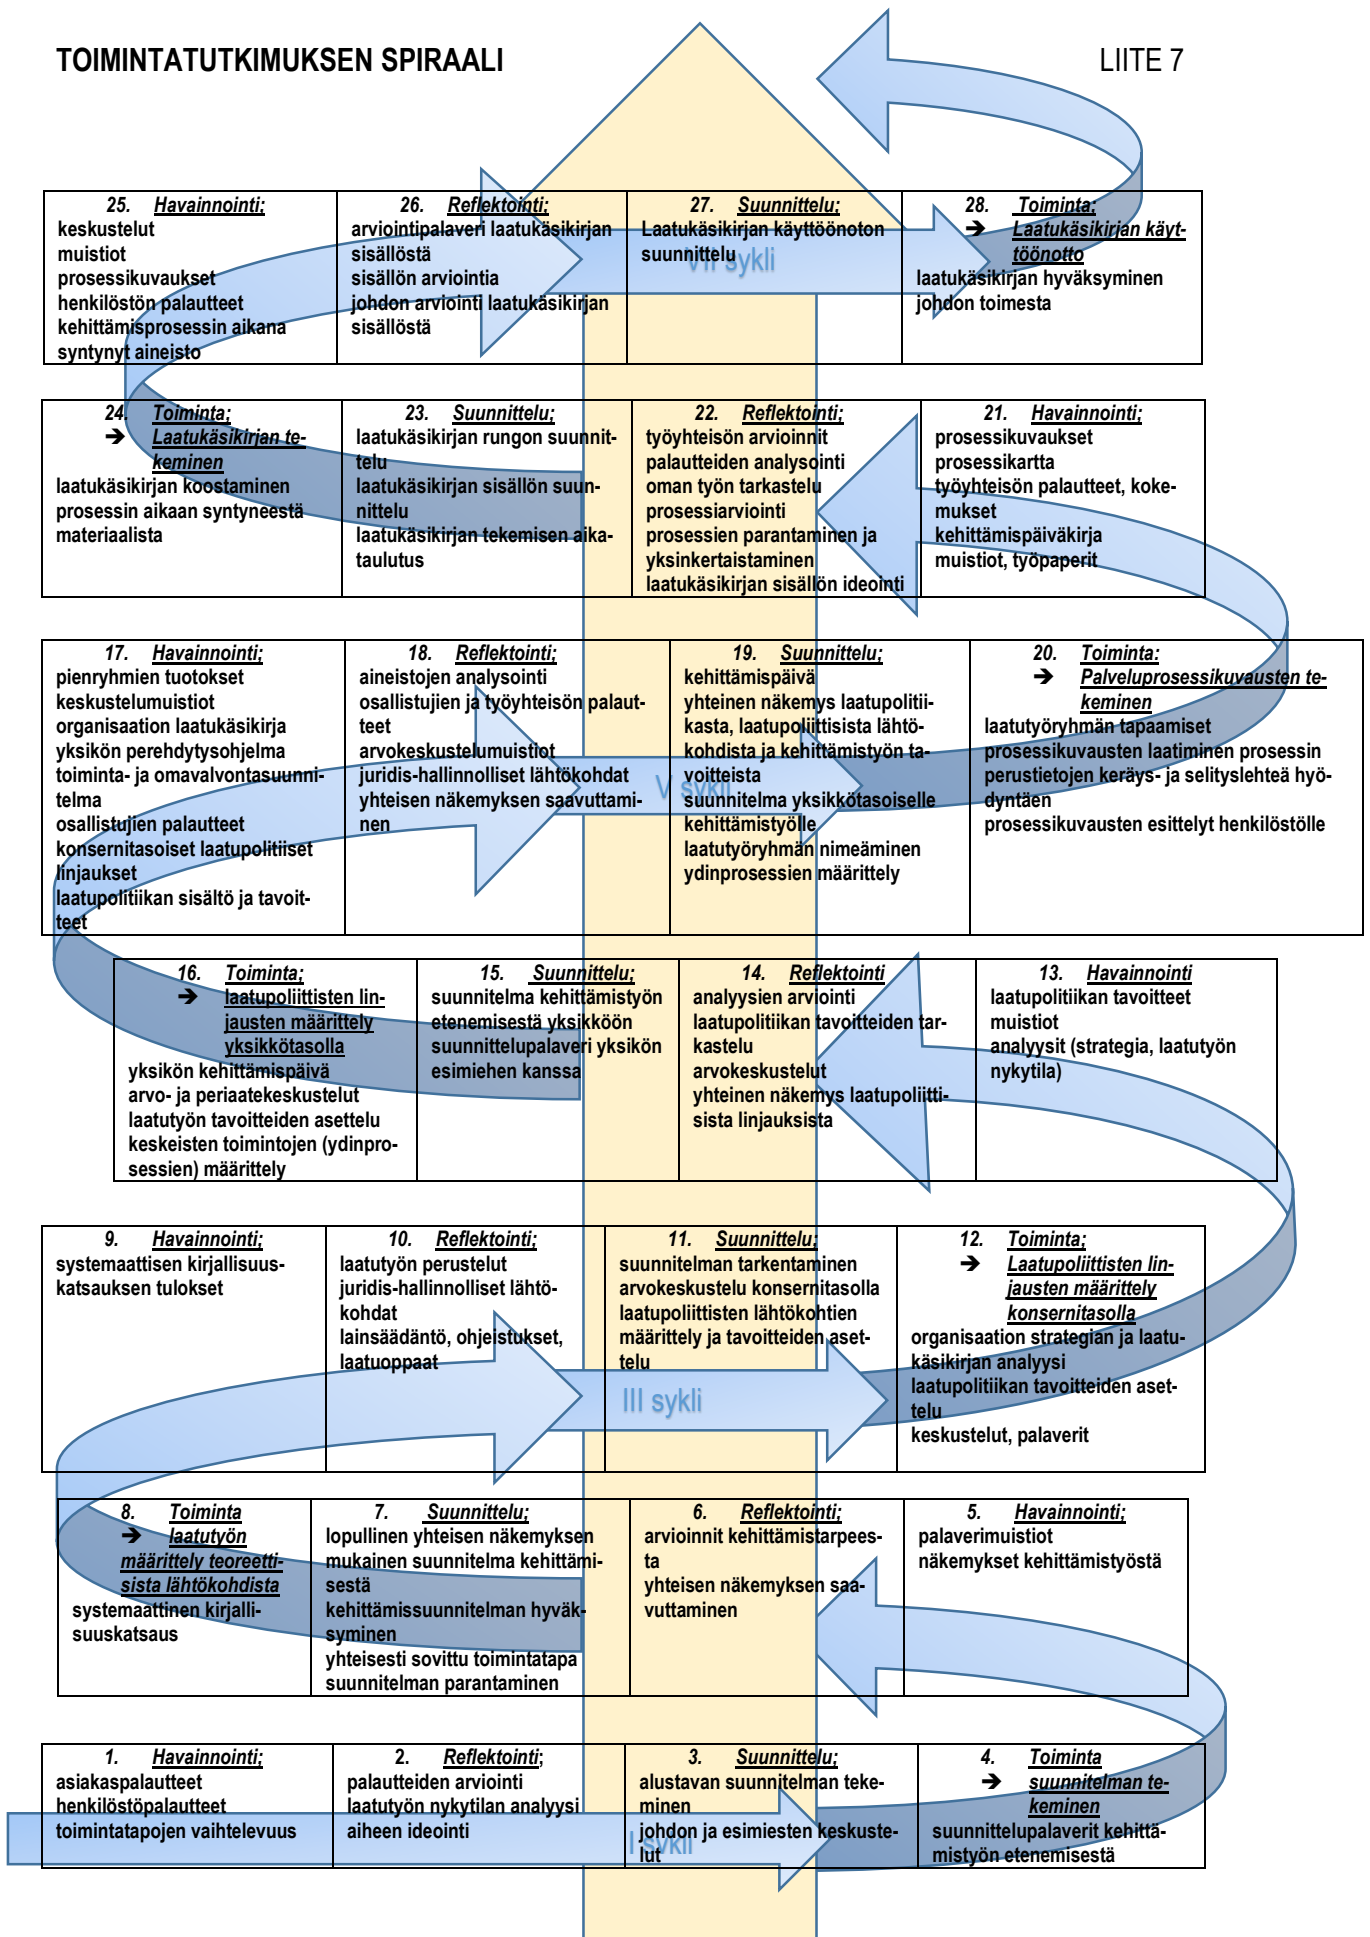 TOIMINTATUTKIMUKSEN SPIRAALI
LIITE 7
25. Havainnointi;
keskustelut
muistiot
prosessikuvaukset
henkilöstön palautteet
kehittämisprosessin aikana
syntynyt aineisto
26. Reflektointi;
arviointipalaveri laatukäsikirjan
sisällöstä
sisällön arviointia
johdon arviointi laatukäsikirjan
sisällöstä
27. Suunnittelu;
Laatukäsikirjan käyttöönoton
suunnittelu
VII sykli
28. Toiminta;
➔ Laatukäsikirjan käyt-
töönotto
laatukäsikirjan hyväksyminen
johdon toimesta
24. Toiminta;
➔ Laatukäsikirjan te-
keminen
laatukäsikirjan koostaminen
prosessin aikaan syntyneestä
materiaalista
23. Suunnittelu;
laatukäsikirjan rungon suunnit-
telu
laatukäsikirjan sisällön suun-
nittelu
laatukäsikirjan tekemisen aika-
taulutus
22. Reflektointi;
työyhteisön arvioinnit
palautteiden analysointi
oman työn tarkastelu
prosessiarviointi
prosessien parantaminen ja
yksinkertaistaminen
laatukäsikirjan sisällön ideointi
21. Havainnointi;
prosessikuvaukset
prosessikartta
työyhteisön palautteet, koke-
mukset
kehittämispäiväkirja
muistiot, työpaperit
17. Havainnointi;
pienryhmien tuotokset
keskustelumuistiot
organisaation laatukäsikirja
yksikön perehdytysohjelma
toiminta- ja omavalvontasuunni-
telma
osallistujien palautteet
konsernitasoiset laatupolitiiset
linjaukset
laatupolitiikan sisältö ja tavoit-
teet
18. Reflektointi;
aineistojen analysointi
osallistujien ja työyhteisön palaut-
teet
arvokeskustelumuistiot
juridis-hallinnolliset lähtökohdat
yhteisen näkemyksen saavuttami-
nen
19. Suunnittelu;
kehittämispäivä
yhteinen näkemys laatupolitii-
kasta, laatupoliittisista lähtö-
kohdista ja kehittämistyön ta-
voitteista
suunnitelma yksikkötasoiselle
kehittämistyölle
laatutyöryhmän nimeäminen
ydinprosessien määrittely
V sykli
20. Toiminta:
➔ Palveluprosessikuvausten te-
keminen
laatutyöryhmän tapaamiset
prosessikuvausten laatiminen prosessin
perustietojen keräys- ja selityslehteä hyö-
dyntäen
prosessikuvausten esittelyt henkilöstölle
16. Toiminta;
➔ laatupoliittisten lin-
jausten määrittely
yksikkötasolla
yksikön kehittämispäivä
arvo- ja periaatekeskustelut
laatutyön tavoitteiden asettelu
keskeisten toimintojen (ydinpro-
sessien) määrittely
15. Suunnittelu;
suunnitelma kehittämistyön
etenemisestä yksikköön
suunnittelupalaveri yksikön
esimiehen kanssa
14. Reflektointi
analyysien arviointi
laatupolitiikan tavoitteiden tar-
kastelu
arvokeskustelut
yhteinen näkemys laatupoliitti-
sista linjauksista
13. Havainnointi
laatupolitiikan tavoitteet
muistiot
analyysit (strategia, laatutyön
nykytila)
9. Havainnointi;
systemaattisen kirjallisuus-
katsauksen tulokset
10. Reflektointi;
laatutyön perustelut
juridis-hallinnolliset lähtö-
kohdat
lainsäädäntö, ohjeistukset,
laatuoppaat
11. Suunnittelu;
suunnitelman tarkentaminen
arvokeskustelu konsernitasolla
laatupoliittisten lähtökohtien
määrittely ja tavoitteiden aset-
telu
III sykli
12. Toiminta;
➔ Laatupoliittisten lin-
jausten määrittely
konsernitasolla
organisaation strategian ja laatu-
käsikirjan analyysi
laatupolitiikan tavoitteiden aset-
telu
keskustelut, palaverit
8. Toiminta
➔ laatutyön
määrittely teoreetti-
sista lähtökohdista
systemaattinen kirjalli-
suuskatsaus
7. Suunnittelu;
lopullinen yhteisen näkemyksen
mukainen suunnitelma kehittämi-
sestä
kehittämissuunnitelman hyväk-
syminen
yhteisesti sovittu toimintatapa
suunnitelman parantaminen
6. Reflektointi;
arvioinnit kehittämistarpees-
ta
yhteisen näkemyksen saa-
vuttaminen
5. Havainnointi;
palaverimuistiot
näkemykset kehittämistyöstä
1. Havainnointi;
asiakaspalautteet
henkilöstöpalautteet
toimintatapojen vaihtelevuus
2. Reflektointi;
palautteiden arviointi
laatutyön nykytilan analyysi
aiheen ideointi
3. Suunnittelu;
alustavan suunnitelman teke-
minen
johdon ja esimiesten keskuste-
lut
I sykli
4. Toiminta
➔ suunnitelman te-
keminen
suunnittelupalaverit kehittä-
mistyön etenemisestä